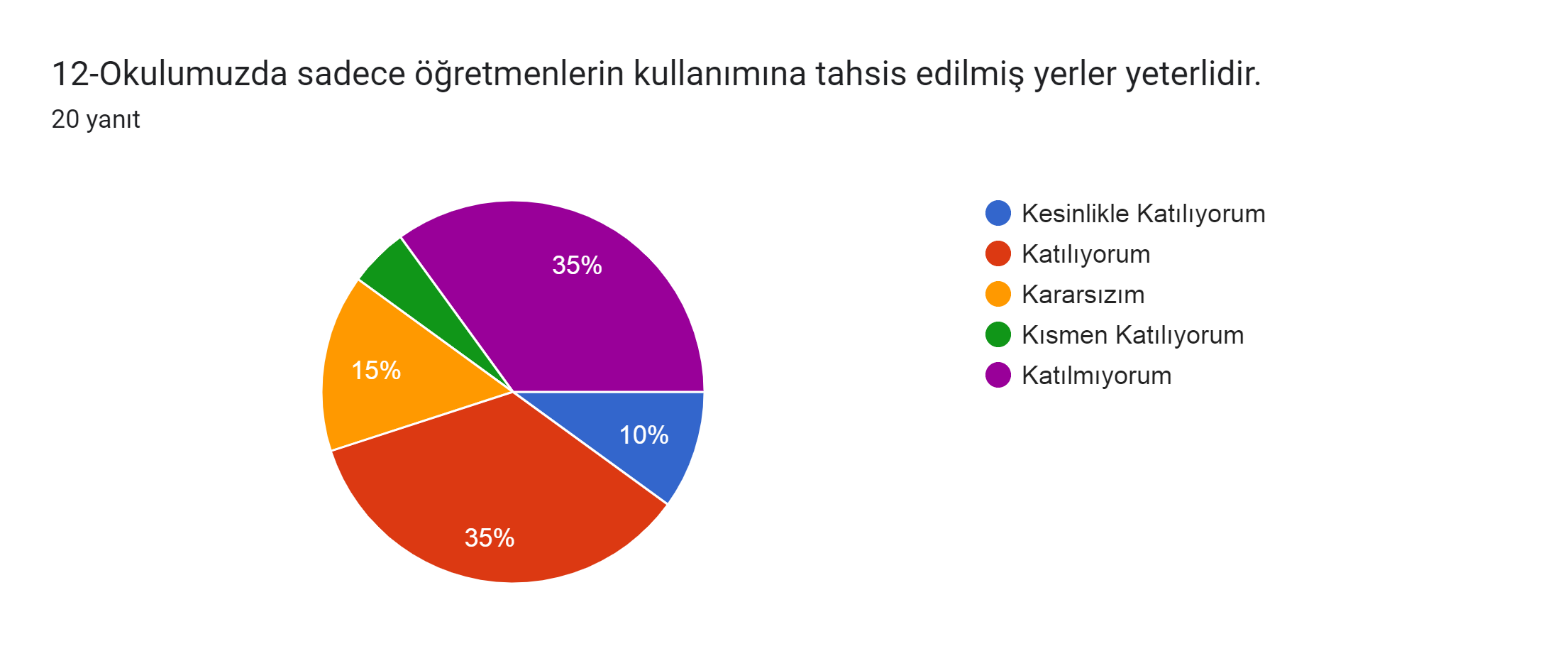 12-Okulumuzda sadece öğretmenlerin kullanımına tahsis edilmiş yerler yeterlidir.
20 yanıt
Kesinlikle Katılıyorum
Katılıyorum
Kararsızım
Kısmen Katılıyorum
Katılmıyorum
35%
15%
10%
35%